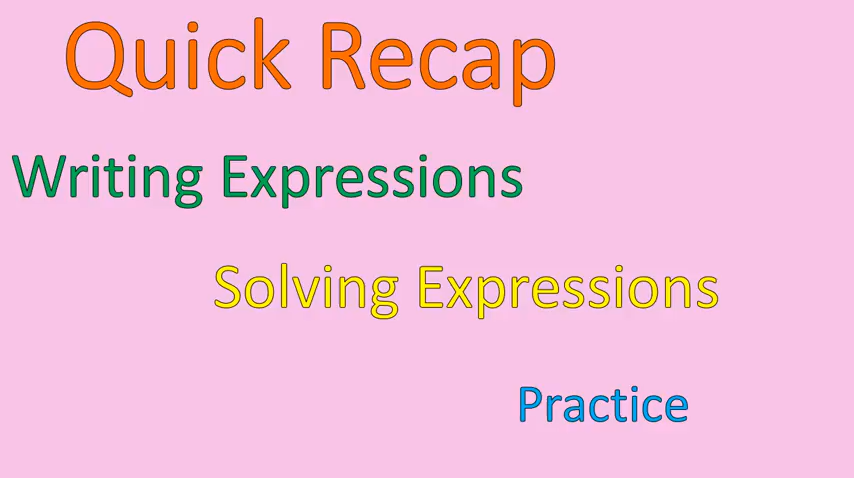 Quick Recap
Writing Expressions
Solving Expressions
Practice